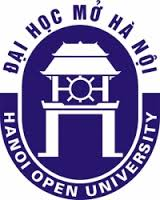 ĐẠI HỌC MỞ HÀ NỘI
HANOI OPEN UNIVERSITY